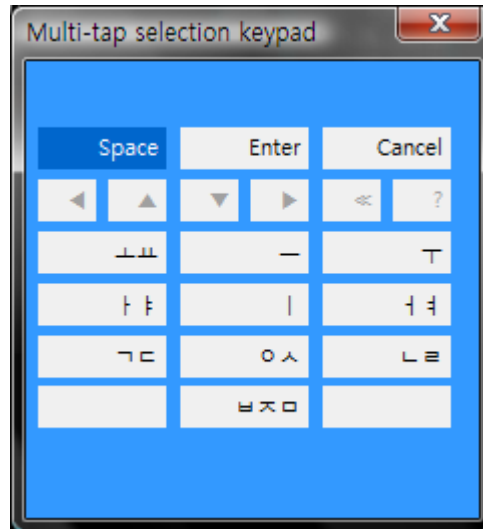 Multi-tap selection keypad
Space Enter Cancel
◀ ▲ ▼ ▶ ≪ ?
ㅗㅛ ㅡ ㅜ
ㅏㅑ ㅣ ㅓㅕ
ㄱㄷ ㅇㅅ ㄴㄹ
ㅂㅈㅁ